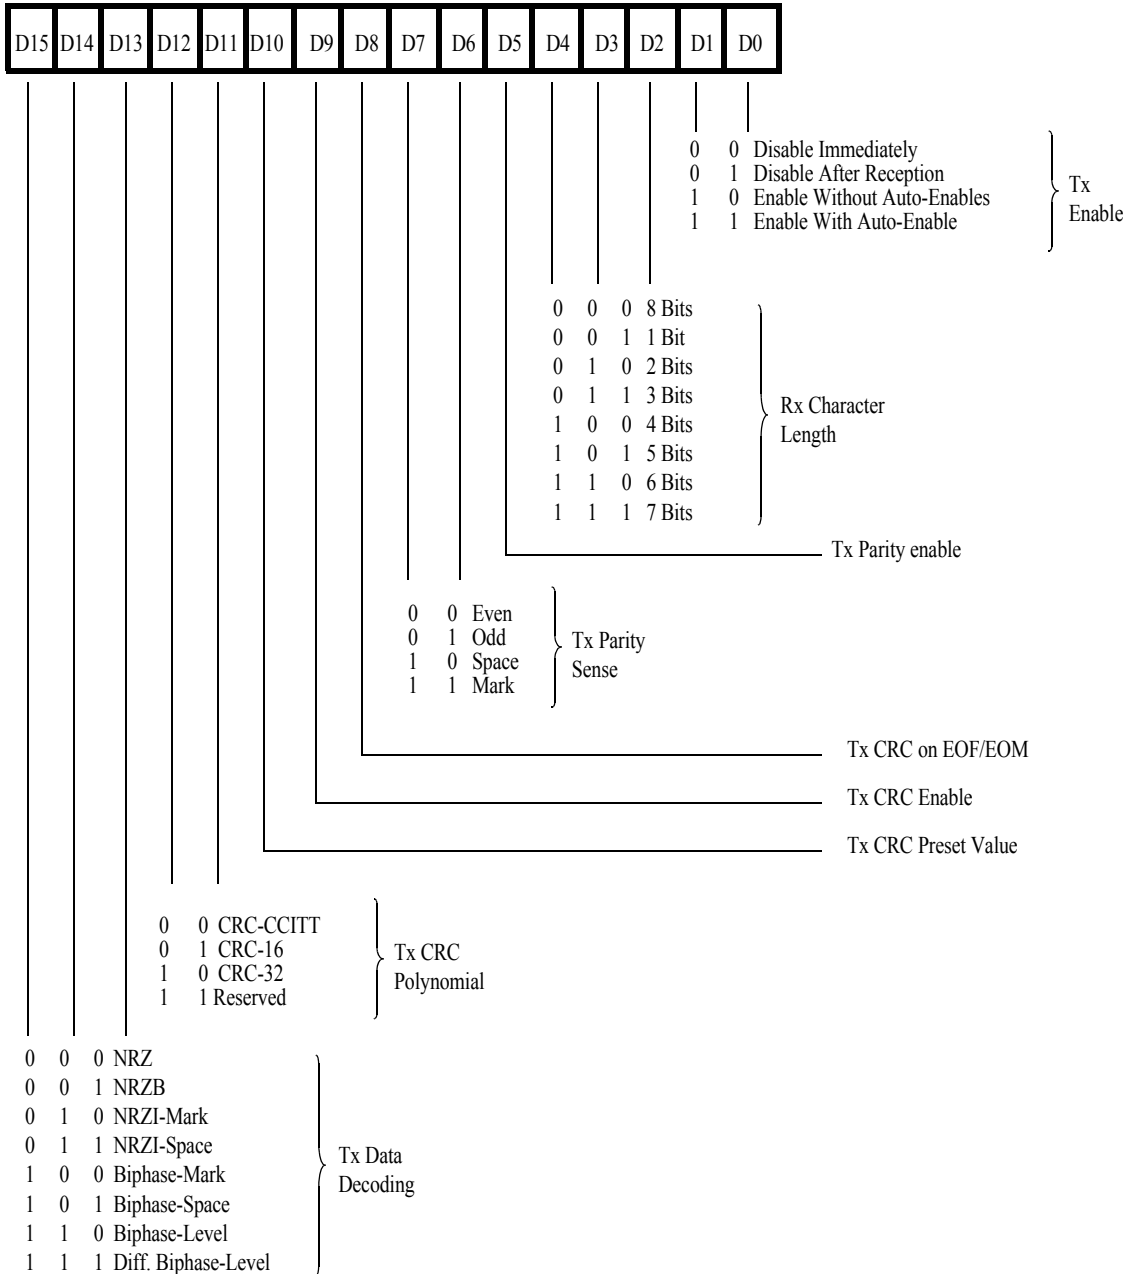 D15 D14 D13 D12 D11 D10 D9 D8 D7 D6 D5 D4 D3 D2 D1 D0
0 0 Disable Immediately
0 1 Disable After Reception
1 0 Enable Without Auto-Enables
1 1 Enable With Auto-Enable
Tx
Enable
0 0 0 8 Bits
0 0 1 1 Bit
0 1 0 2 Bits
0 1 1 3 Bits
1 0 0 4 Bits
1 0 1 5 Bits
1 1 0 6 Bits
1 1 1 7 Bits
Rx Character
Length
Tx Parity enable
0 0 Even
0 1 Odd
1 0 Space
1 1 Mark
Tx Parity
Sense
Tx CRC on EOF/EOM
Tx CRC Enable
Tx CRC Preset Value
0 0 CRC-CCITT
0 1 CRC-16
1 0 CRC-32
1 1 Reserved
Tx CRC
Polynomial
0 0 0 NRZ
0 0 1 NRZB
0 1 0 NRZI-Mark
0 1 1 NRZI-Space
1 0 0 Biphase-Mark
1 0 1 Biphase-Space
1 1 0 Biphase-Level
1 1 1 Diff. Biphase-Level
Tx Data
Decoding